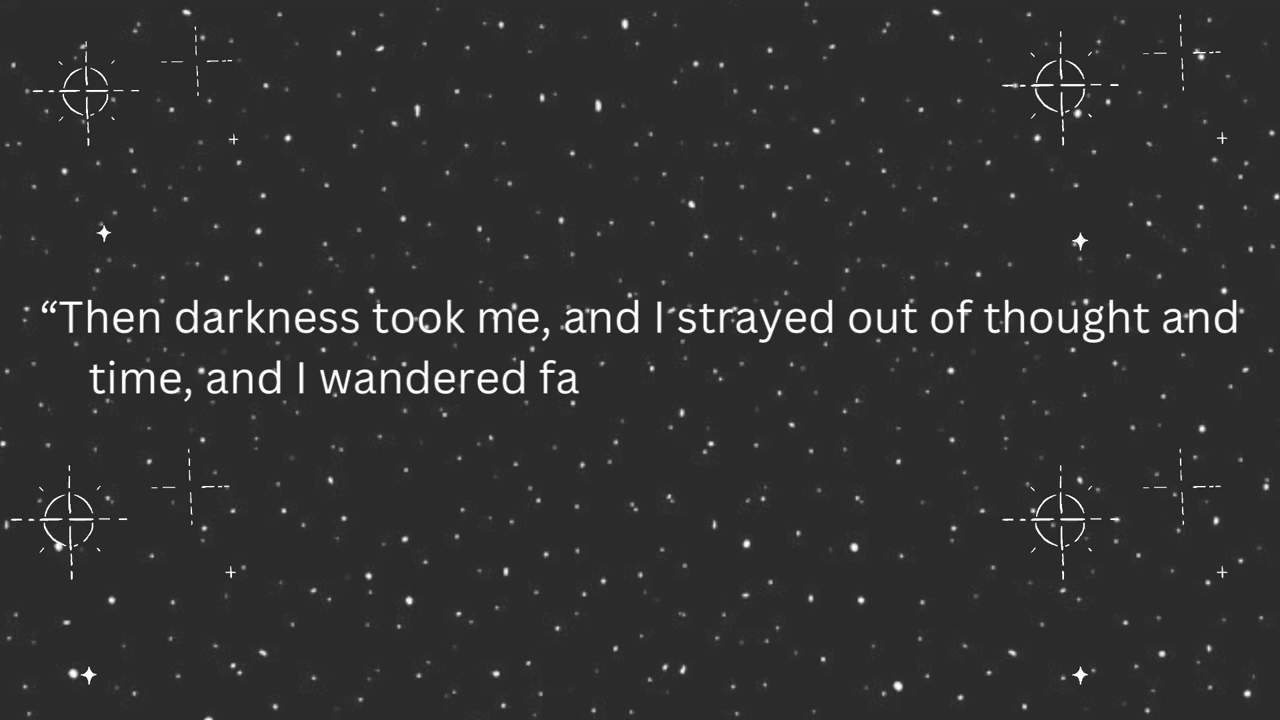 “Then darkness took me, and I strayed out of thought and
time, and I wandered fa